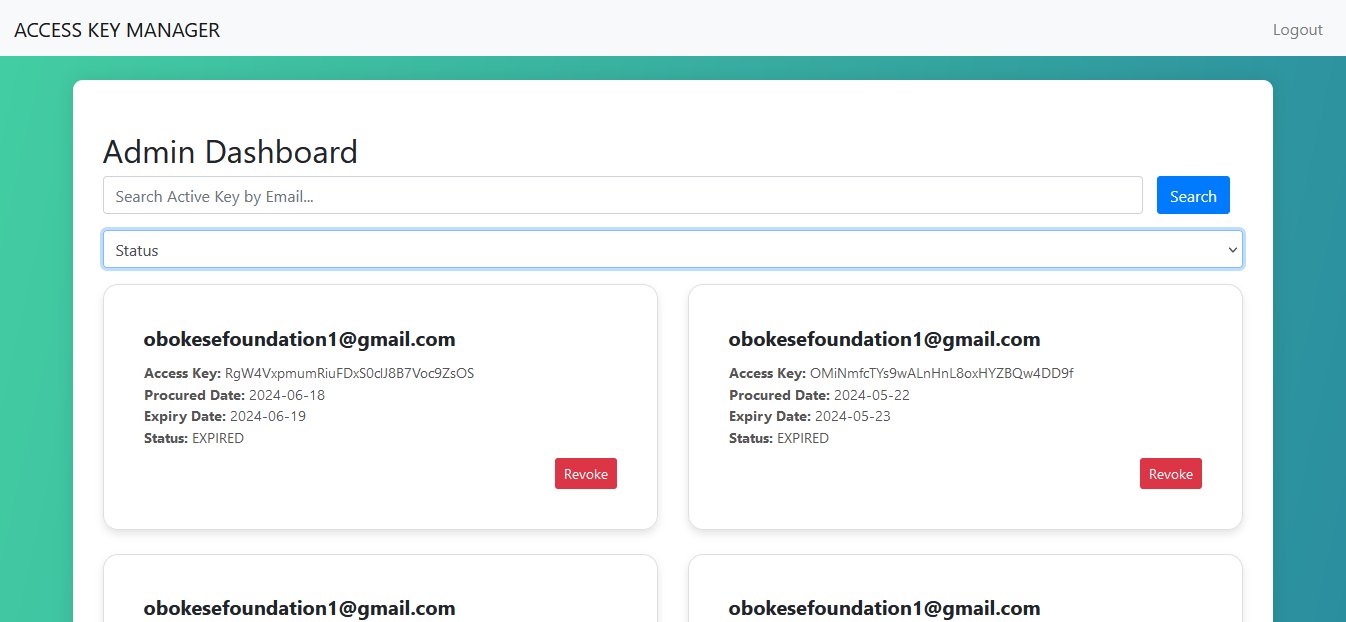 ACCESS KEY MANAGER
Logout
Admin Dashboard
Search Active Key by Email...
Search
Status
obokesefoundation1@gmail.com
Access Key: RgW4VxpmumRiuFDxS0clJ8B7Voc9ZsOS
Procured Date: 2024-06-18
Expiry Date: 2024-06-19
Status: EXPIRED
Revoke
obokesefoundation1@gmail.com
Access Key: OMiNmfcTYs9wALnHnL8oxHYZBQw4DD9f
Procured Date: 2024-05-22
Expiry Date: 2024-05-23
Status: EXPIRED
Revoke
obokesefoundation1@gmail.com
obokesefoundation1@gmail.com